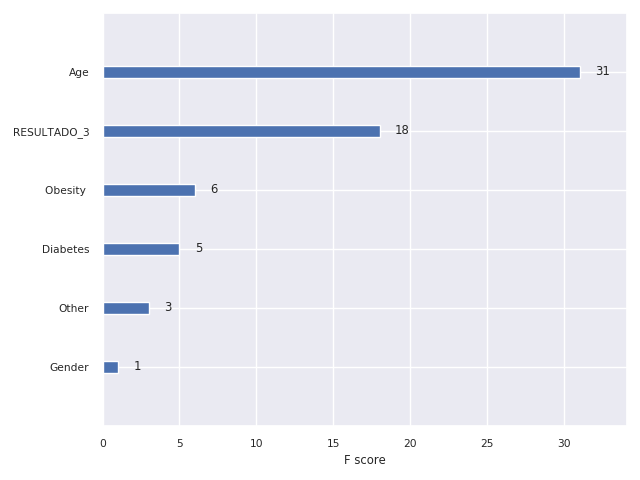 Age 31
RESULTADO_3 18
Obesity 6
Diabetes 5
Other 3
Gender 1
0 5 10 15 20 25 30
F score